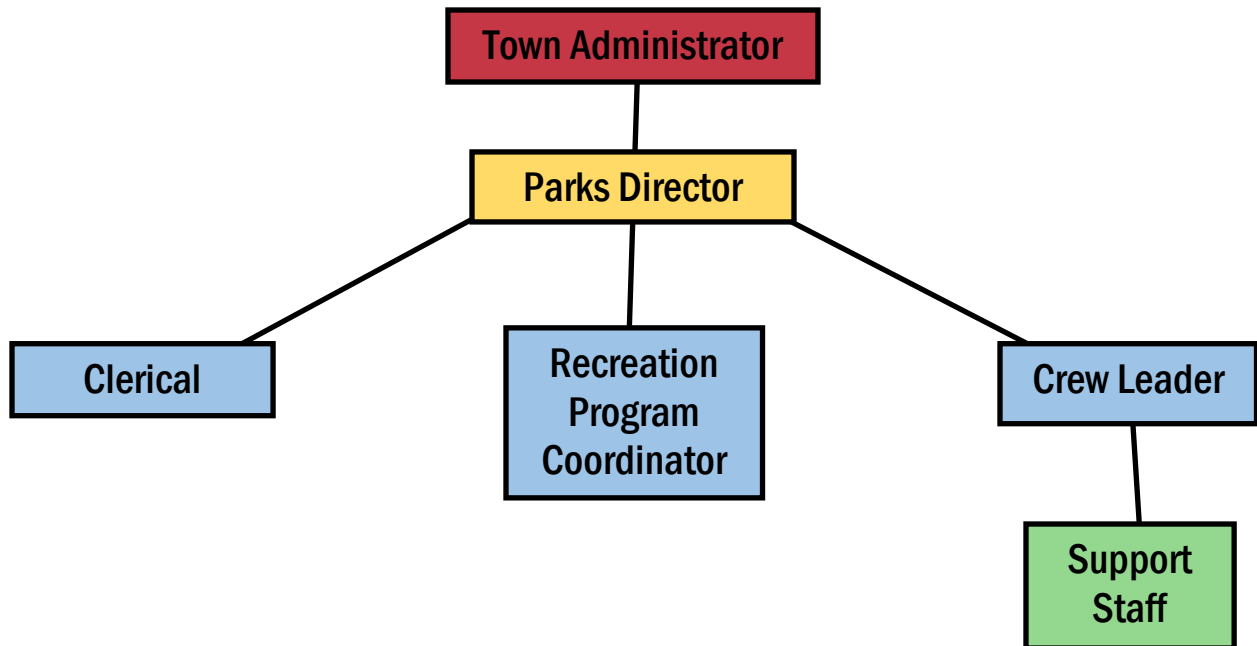 Town Administrator
Parks Director
Clerical
Recreation
Program
Coordinator
Crew Leader
Support
Staff